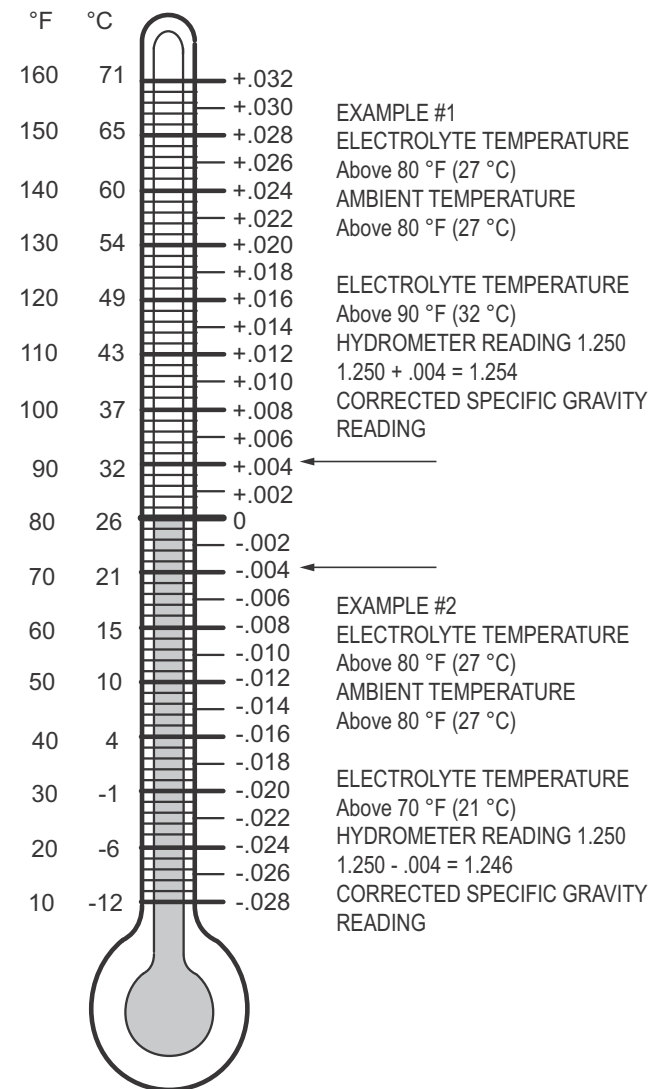 °F °C
160 71 +.032
+.030
150 65 +.028
+.026
140 60 +.024
+.022
130 54 +.020
+.018
120 49 +.016
+.014
110 43 +.012
+.010
100 37 +.008
+.006
90 32 +.004
+.002
80 26 0
-.002
70 21 -.004
-.006
60 15 -.008
-.010
50 10 -.012
-.014
40 4 -.016
-.018
30 -1 -.020
-.022
20 -6 -.024
-.026
10 -12 -.028
EXAMPLE #1
ELECTROLYTE TEMPERATURE
Above 80 °F (27 °C)
AMBIENT TEMPERATURE
Above 80 °F (27 °C)
ELECTROLYTE TEMPERATURE
Above 90 °F (32 °C)
HYDROMETER READING 1.250
1.250 + .004 = 1.254
CORRECTED SPECIFIC GRAVITY
READING
EXAMPLE #2
ELECTROLYTE TEMPERATURE
Above 80 °F (27 °C)
AMBIENT TEMPERATURE
Above 80 °F (27 °C)
ELECTROLYTE TEMPERATURE
Above 70 °F (21 °C)
HYDROMETER READING 1.250
1.250 - .004 = 1.246
CORRECTED SPECIFIC GRAVITY
READING